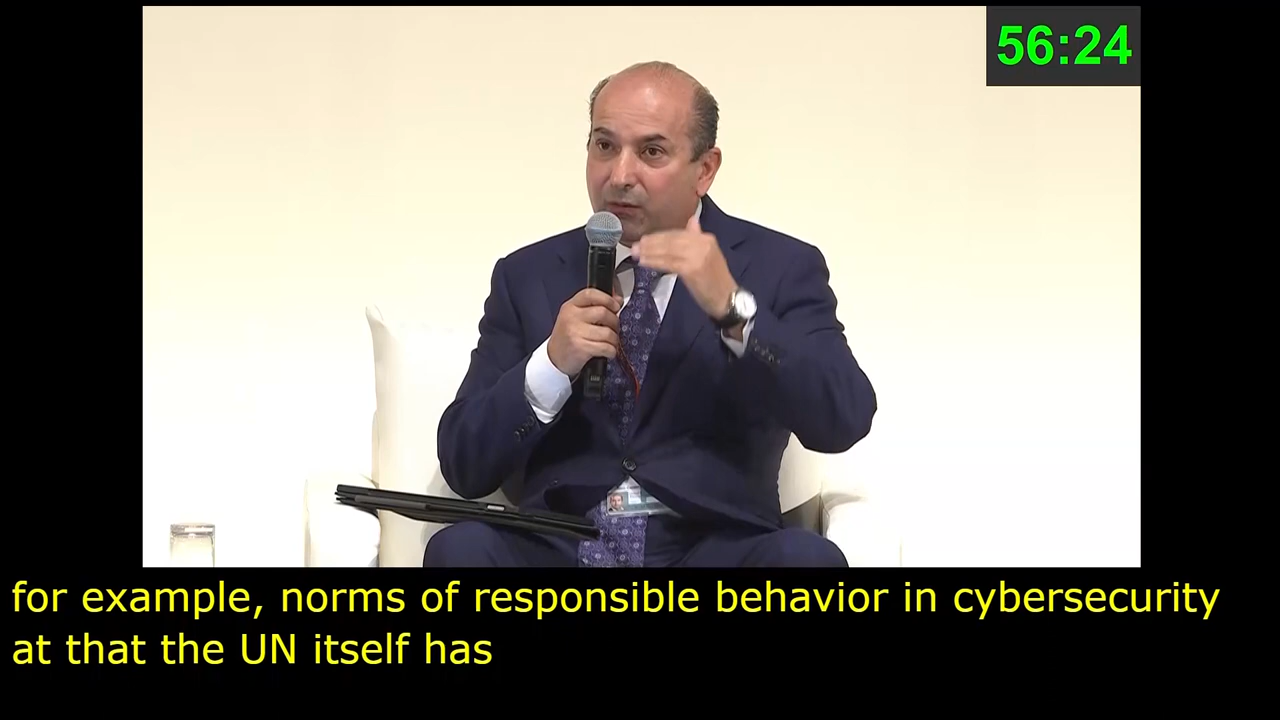 56:24
for example, norms of responsible behavior in cybersecurity
at that the UN itself has